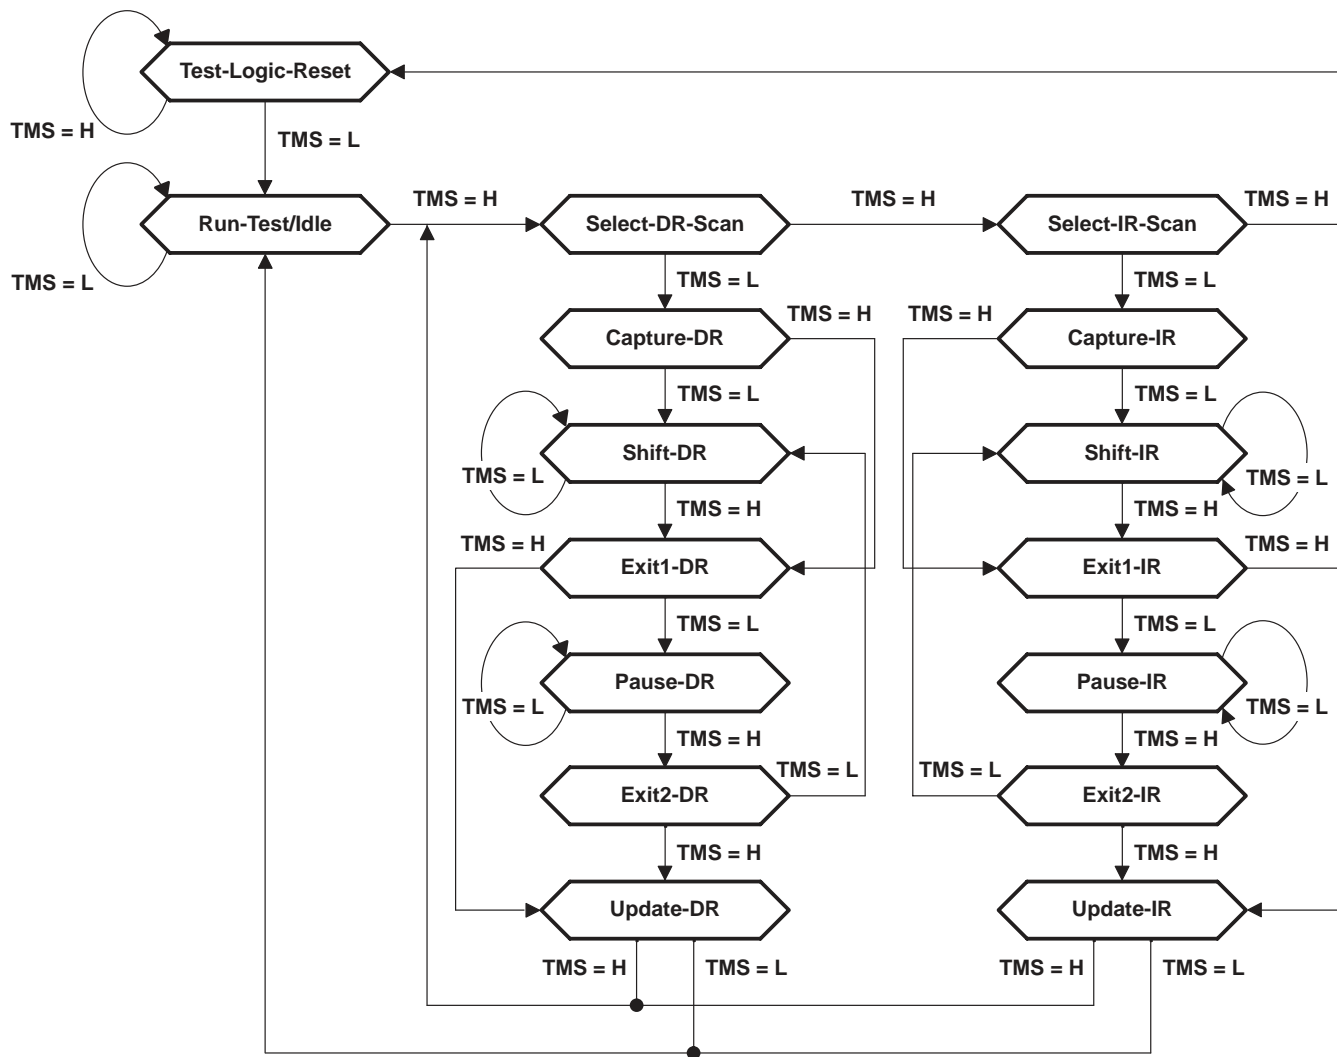 Test-Logic-Reset
TMS = H
TMS = L
TMS = H
TMS = H
TMS = H
Run-Test/Idle
Select-DR-Scan
Select-IR-Scan
TMS = L
TMS = L
TMS = L
TMS = H
TMS = H
Capture-DR
Capture-IR
TMS = L
TMS = L
Shift-DR
Shift-IR
TMS = L
TMS = L
TMS = H
TMS = H
TMS = H
TMS = H
Exit1-DR
Exit1-IR
TMS = L
TMS = L
Pause-DR
Pause-IR
TMS = L
TMS = L
TMS = H
TMS = H
TMS = L
TMS = L
Exit2-DR
Exit2-IR
TMS = H
TMS = H
Update-DR
Update-IR
TMS = H
TMS = L
TMS = H
TMS = L